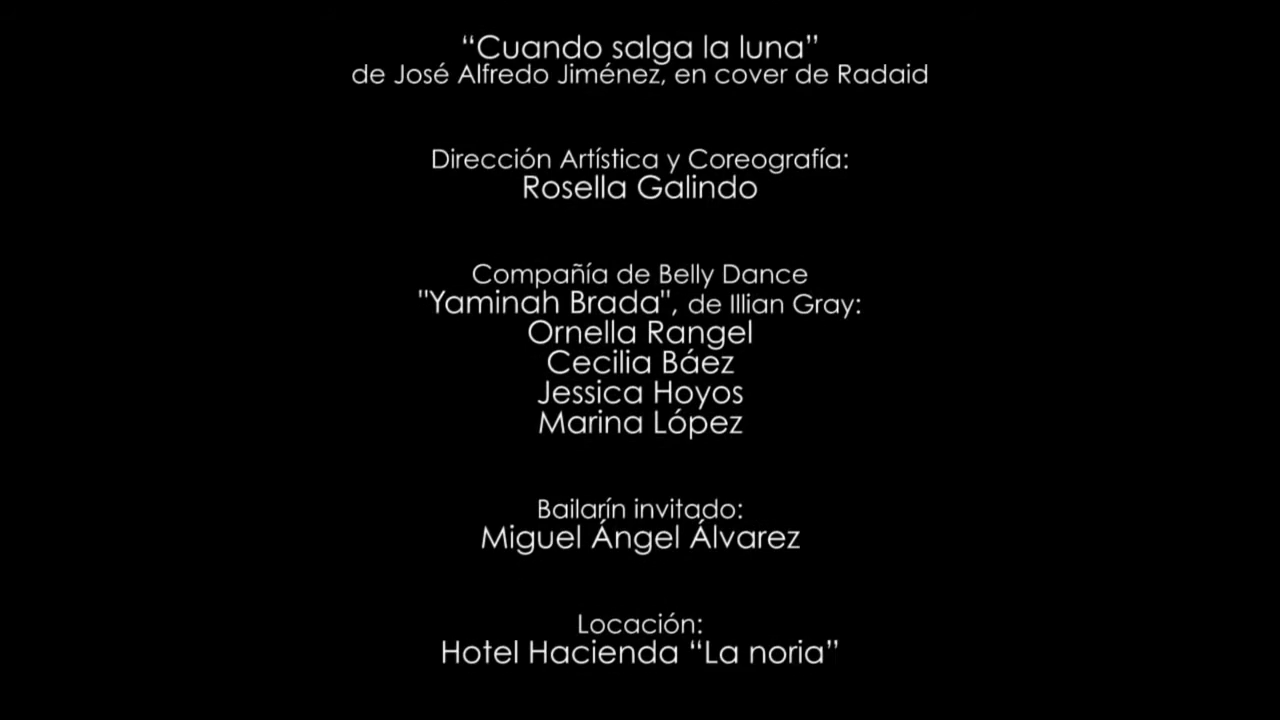 “Cuando salga la luna”
de José Alfredo Jiménez, en cover de Radaid
Dirección Artística y Coreografía:
Rosella Galindo
Compañía de Belly Dance
"Yaminah Brada", de Illian Gray:
Ornella Rangel
Cecilia Báez
Jessica Hoyos
Marina López
Bailarín invitado:
Miguel Ángel Álvarez
Locación:
Hotel Hacienda “La noria”